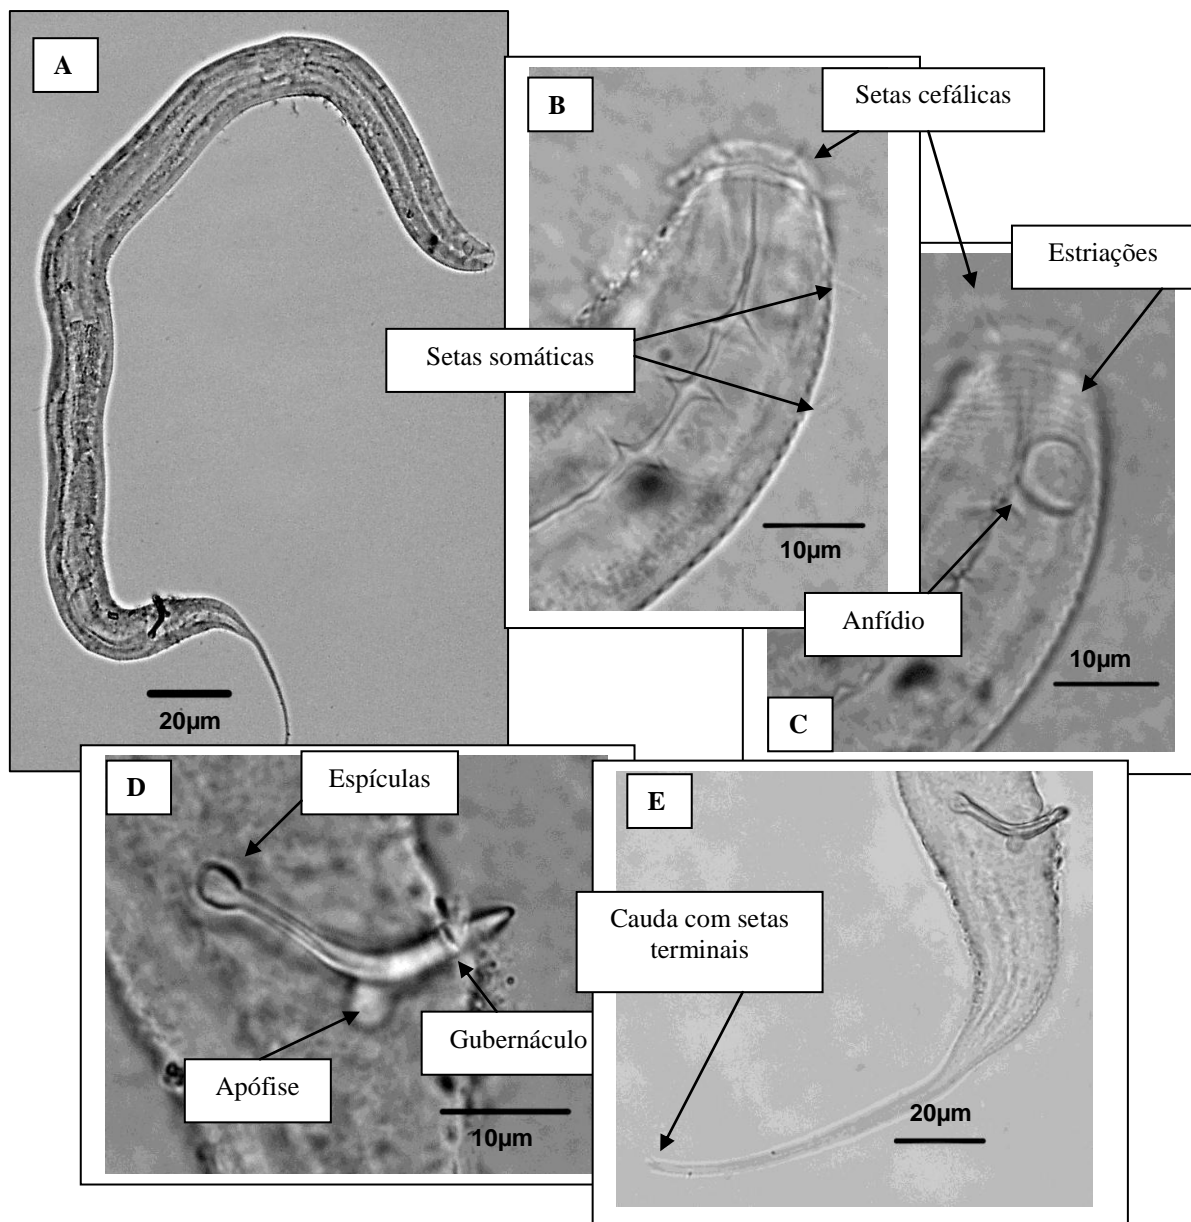 A
B
Setas cefálicas
Estriações
Setas somáticas
10µm
Anfídio
10µm
20µm
C
D
Espículas
E
Cauda com setas
terminais
Gubernáculo
Apófise
20µm
10µm